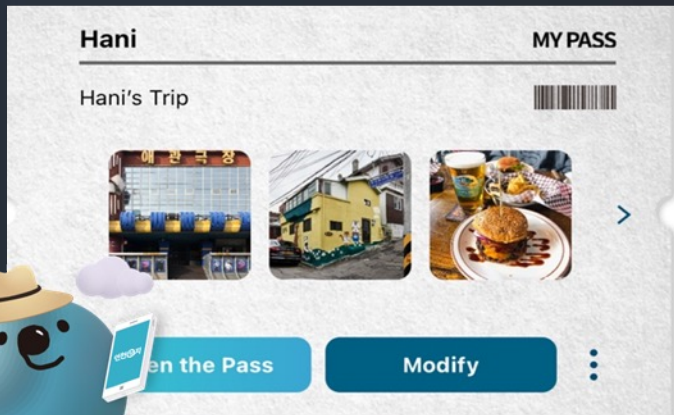 Hani
MY PASS
Hani's Trip
애관극장
en the Pass
Modify